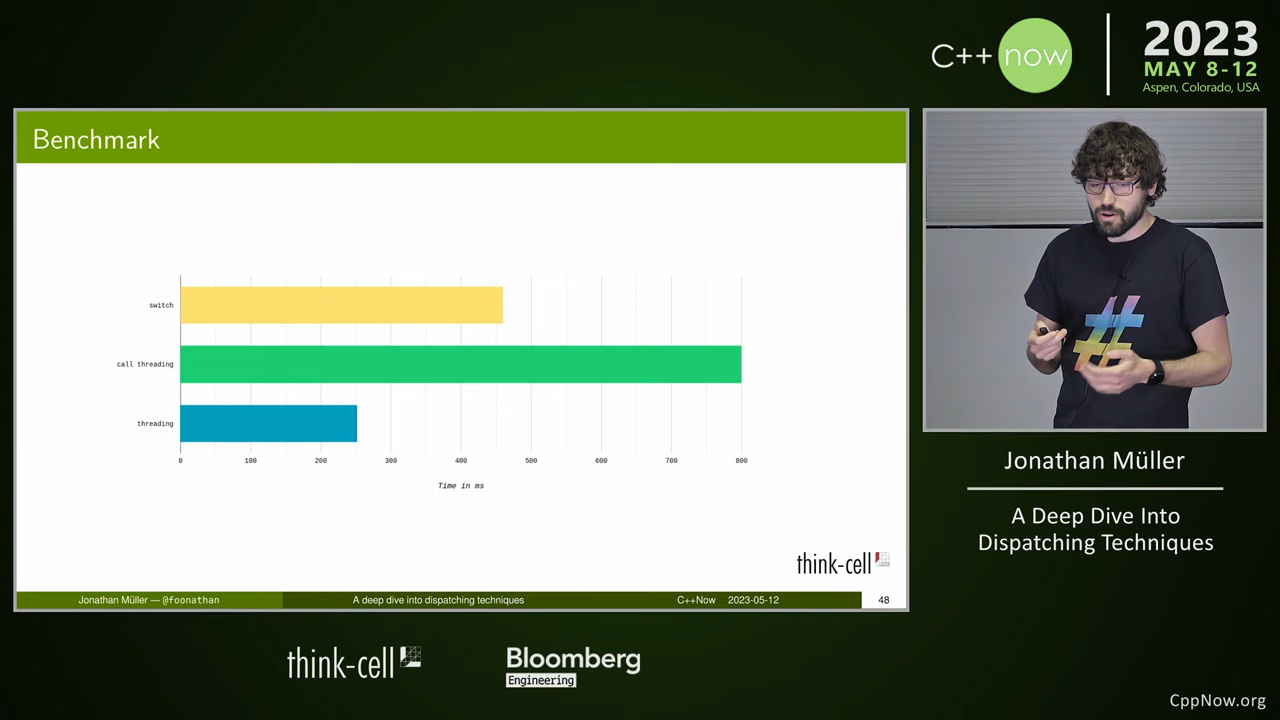 C++ now
2023
MAY 8-12
Aspen, Colorado, USA
Benchmark
switch
call threading
threading
0 100 200 300 400 500 600 700 800
Time in ms
think-cell
Jonathan Müller — @foonathan A deep dive into dispatching techniques C++Now 2023-05-12 48
#
Jonathan Müller
A Deep Dive Into
Dispatching Techniques
think-cell
Bloomberg
Engineering
CppNow.org